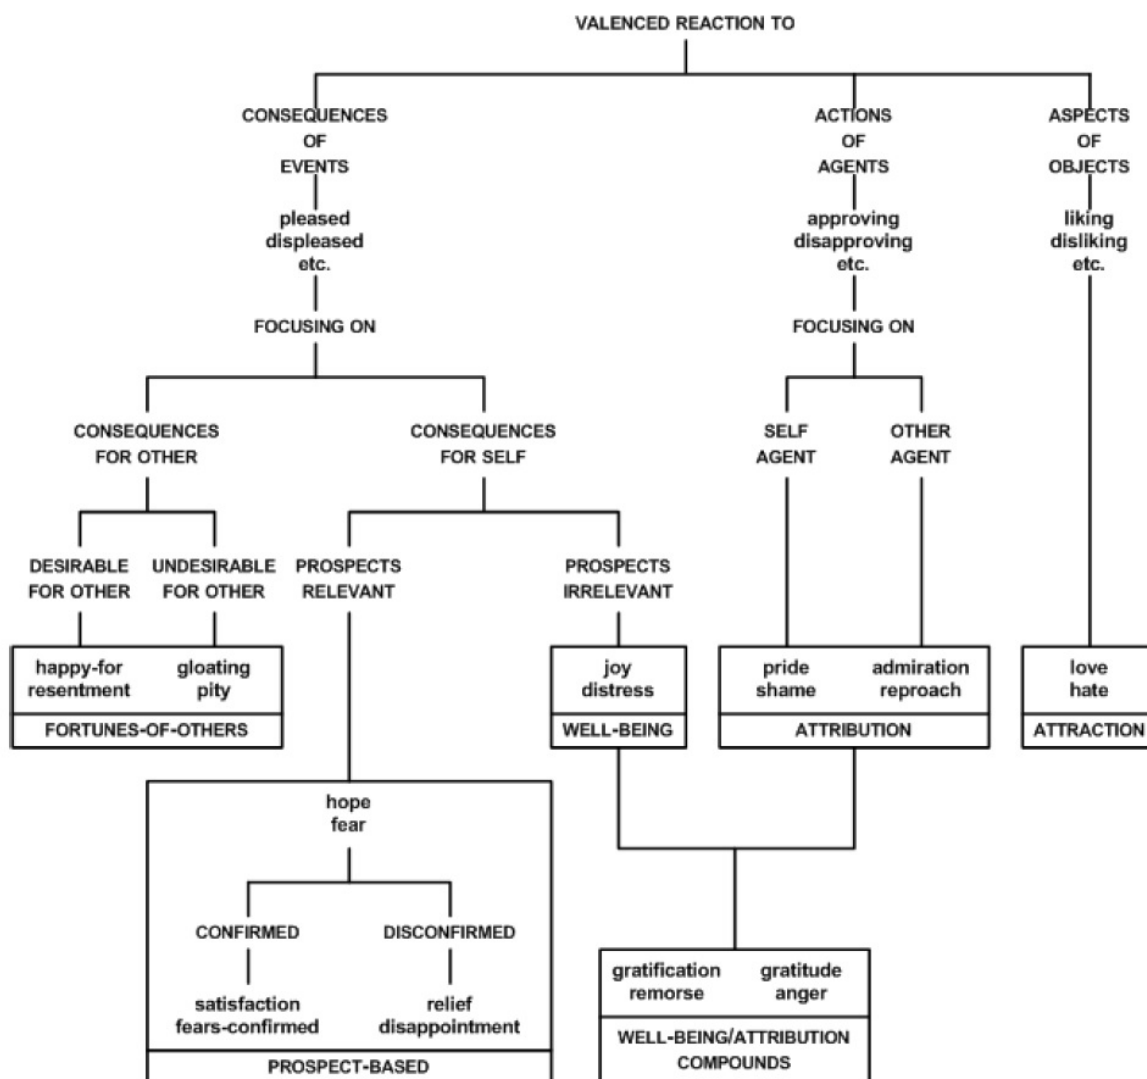 VALENCED REACTION TO
CONSEQUENCES
OF
EVENTS
ACTIONS
OF
AGENTS
ASPECTS
OF
OBJECTS
pleased
displeased
etc.
approving
disapproving
etc.
liking
disliking
etc.
FOCUSING ON
FOCUSING ON
CONSEQUENCES
FOR OTHER
CONSEQUENCES
FOR SELF
SELF
AGENT
OTHER
AGENT
DESIRABLE
FOR OTHER
UNDESIRABLE
FOR OTHER
PROSPECTS
RELEVANT
PROSPECTS
IRRELEVANT
happy-for
resentment
gloating
pity
FORTUNES-OF-OTHERS
joy
distress
WELL-BEING
pride
shame
admiration
reproach
ATTRIBUTION
love
hate
ATTRACTION
hope
fear
CONFIRMED
DISCONFIRMED
satisfaction
fears-confirmed
relief
disappointment
PROSPECT-BASED
gratification
remorse
gratitude
anger
WELL-BEING/ATTRIBUTION
COMPOUNDS